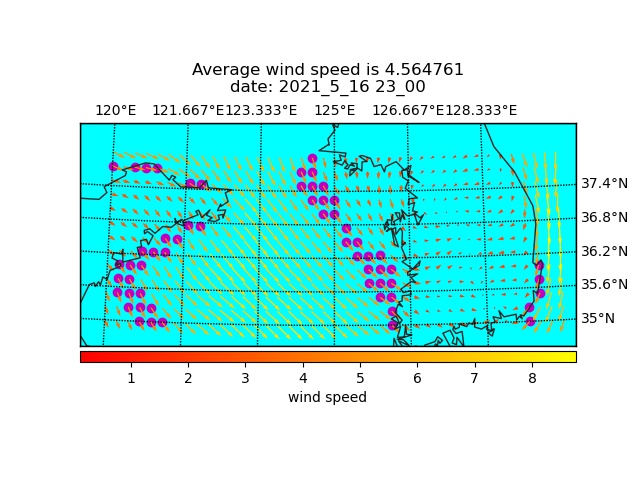 Average wind speed is 4.564761
date: 2021_5_16 23_00
120°E 121.667°E 123.333°E 125°E 126.667°E 128.333°E
37.4°N
36.8°N
36.2°N
35.6°N
35°N
1 2 3 4 5 6 7 8
wind speed